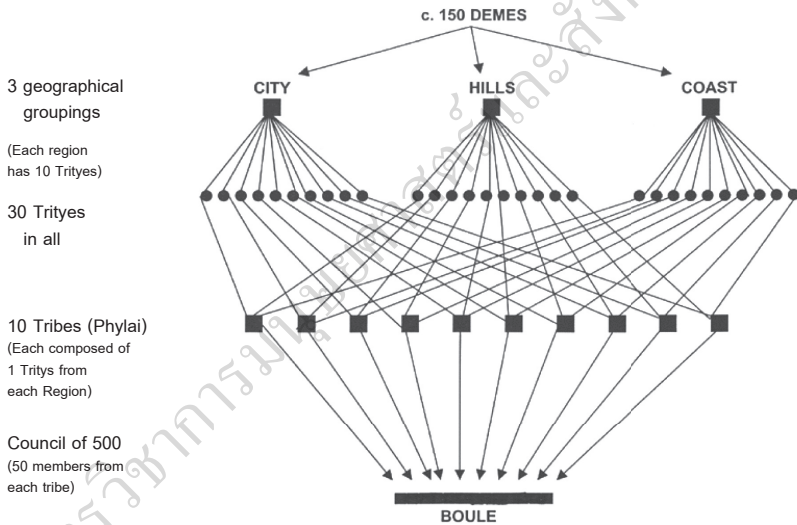 c. 150 DEMES
3 geographical
groupings
CITY
HILLS
COAST
(Each region
has 10 Trityes)
30 Trityes
in all
10 Tribes (Phylai)
(Each composed of
1 Tritys from
each Region)
Council of 500
(50 members from
each tribe)
BOULE